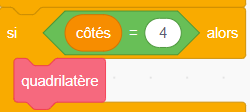 si côtés = 4 alors
quadrilatère